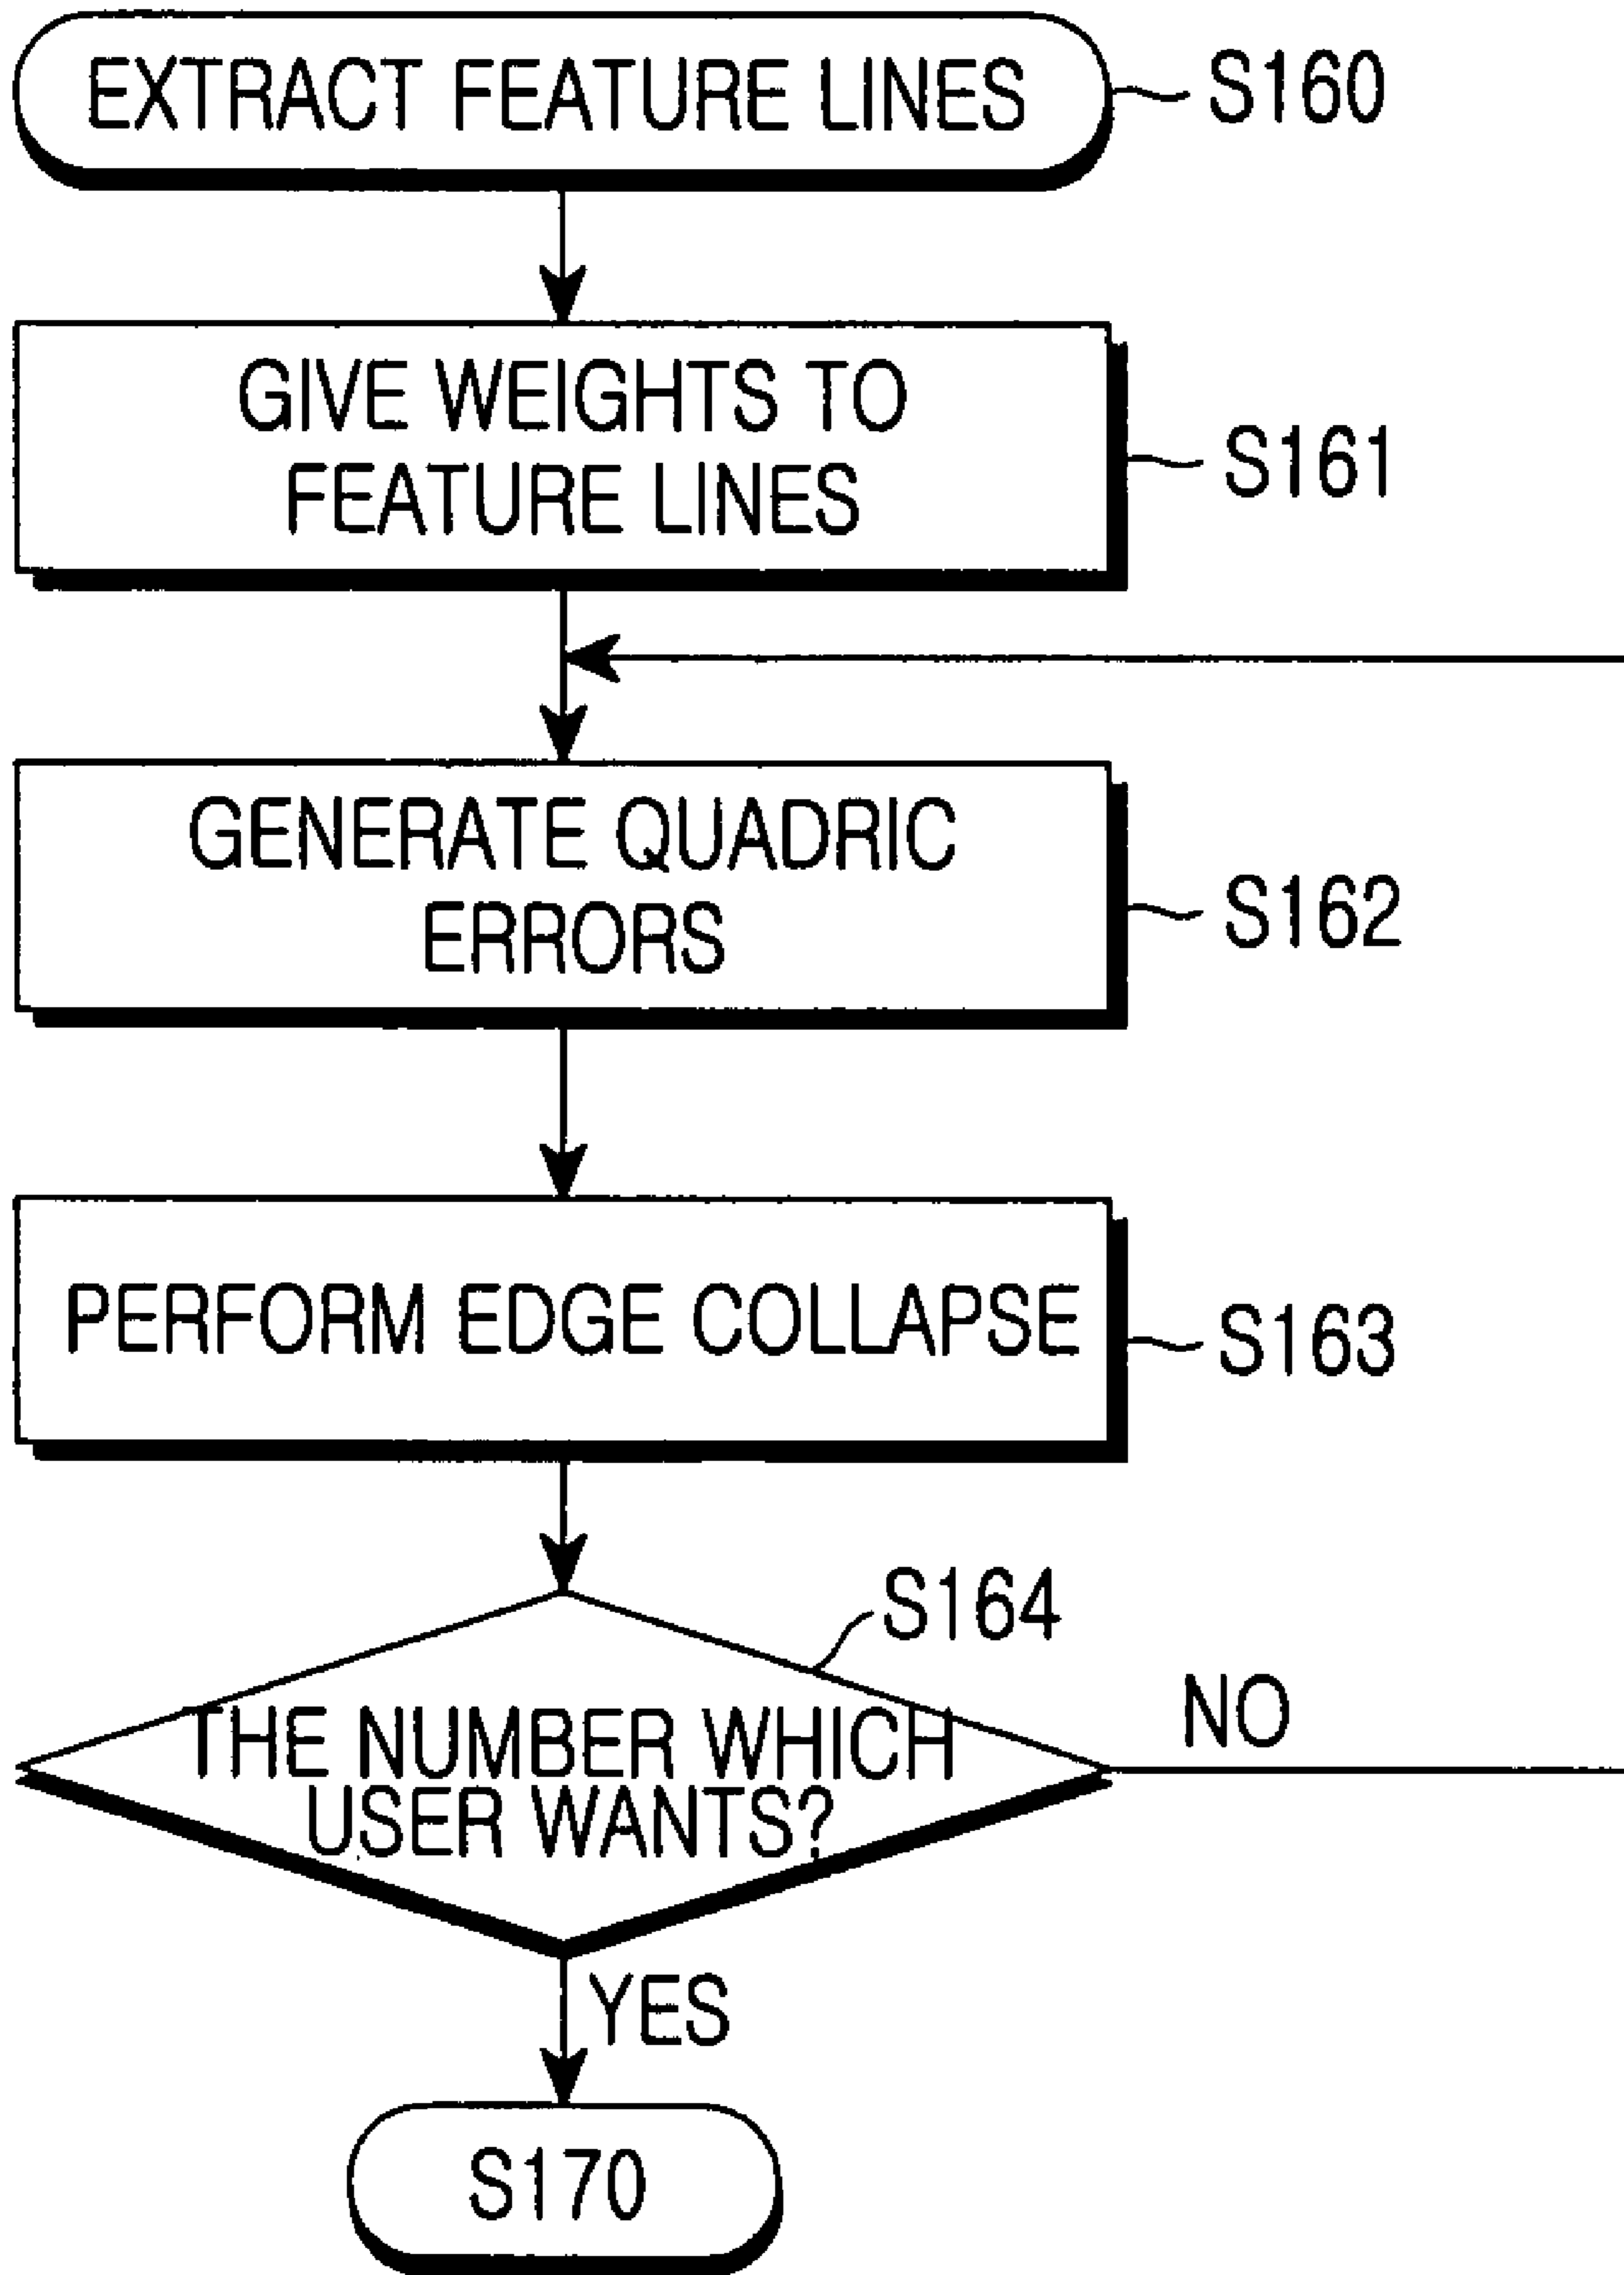 EXTRACT FEATURE LINES
S160
GIVE WEIGHTS TO
FEATURE LINES
S161
GENERATE QUADRIC
ERRORS
S162
PERFORM EDGE COLLAPSE
S163
S164
THE NUMBER WHICH
USER WANTS?
NO
YES
S170